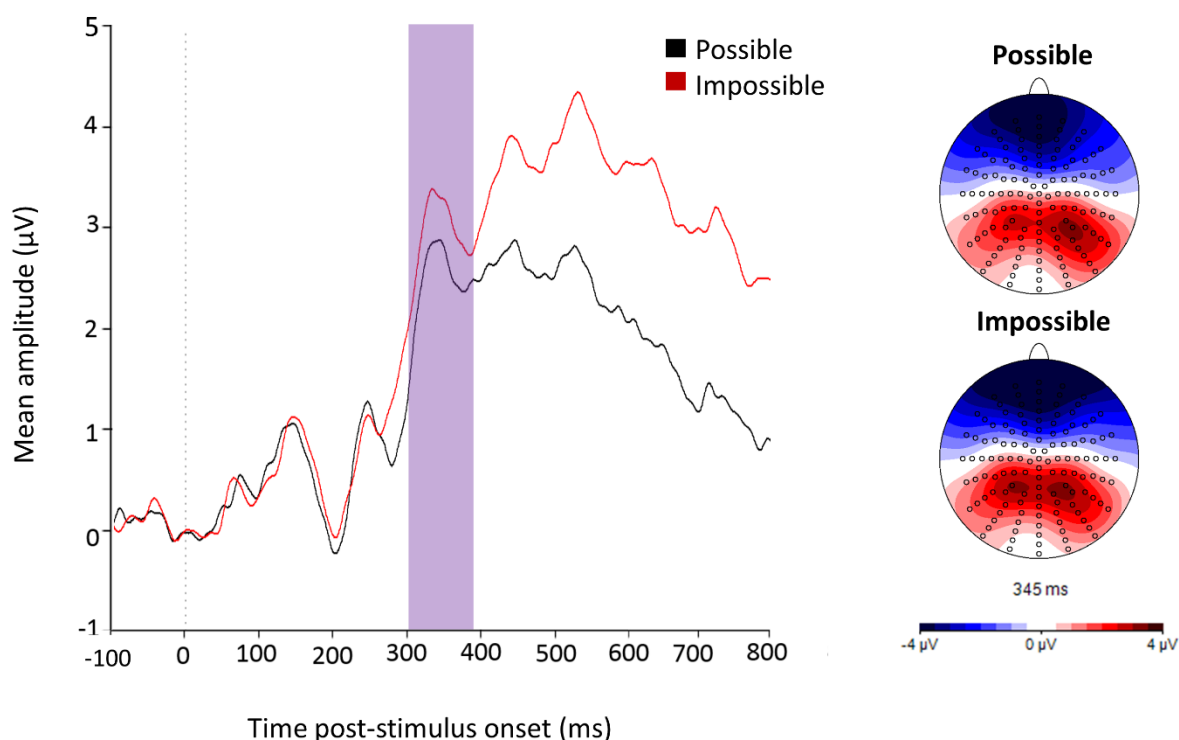 5
4
3
2
1
0
-1
Mean amplitude (µV)
-100 0 100 200 300 400 500 600 700 800
Time post-stimulus onset (ms)
Possible
Impossible
Possible
Impossible
345 ms
-4 µV 0 µV 4 µV